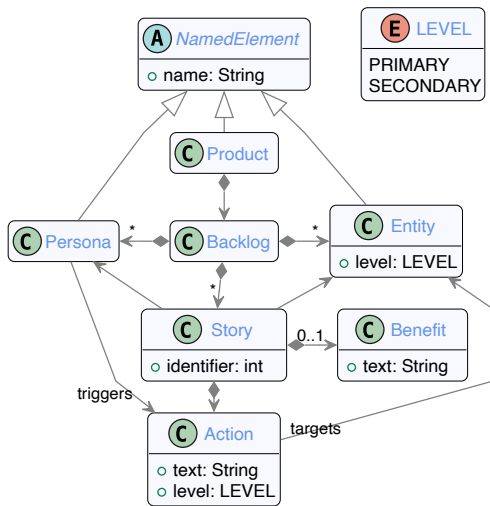 A NamedElement
name: String
E LEVEL
PRIMARY
SECONDARY
C Product
C Persona
*
C Backlog
*
C Entity
level: LEVEL
*
C Story
identifier: int
0..1
C Benefit
text: String
triggers
C Action
text: String
level: LEVEL
targets